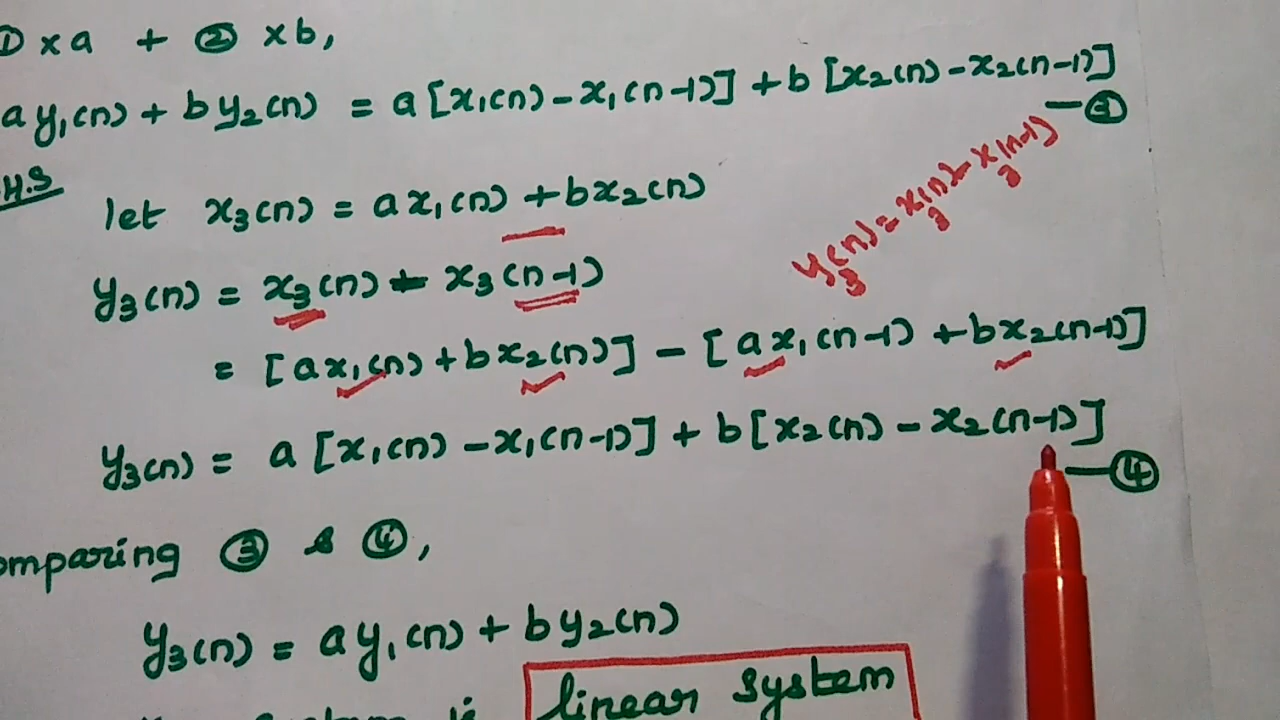 ① × a + ② × b,
a y₁(n) + b y₂(n) = a [x₁(n) - x₁(n-1)] + b [x₂(n) - x₂(n-1)]
— ③
H.S
let x₃(n) = a x₁(n) + b x₂(n)
y₃(n) = x₃(n) - x₃(n-1)
y₃(n) = x₃(n) - x₃(n-1)
= [a x₁(n) + b x₂(n)] - [a x₁(n-1) + b x₂(n-1)]
y₃(n) = a [x₁(n) - x₁(n-1)] + b [x₂(n) - x₂(n-1)]
— ④
omparing ③ & ④,
y₃(n) = a y₁(n) + b y₂(n)
is linear system